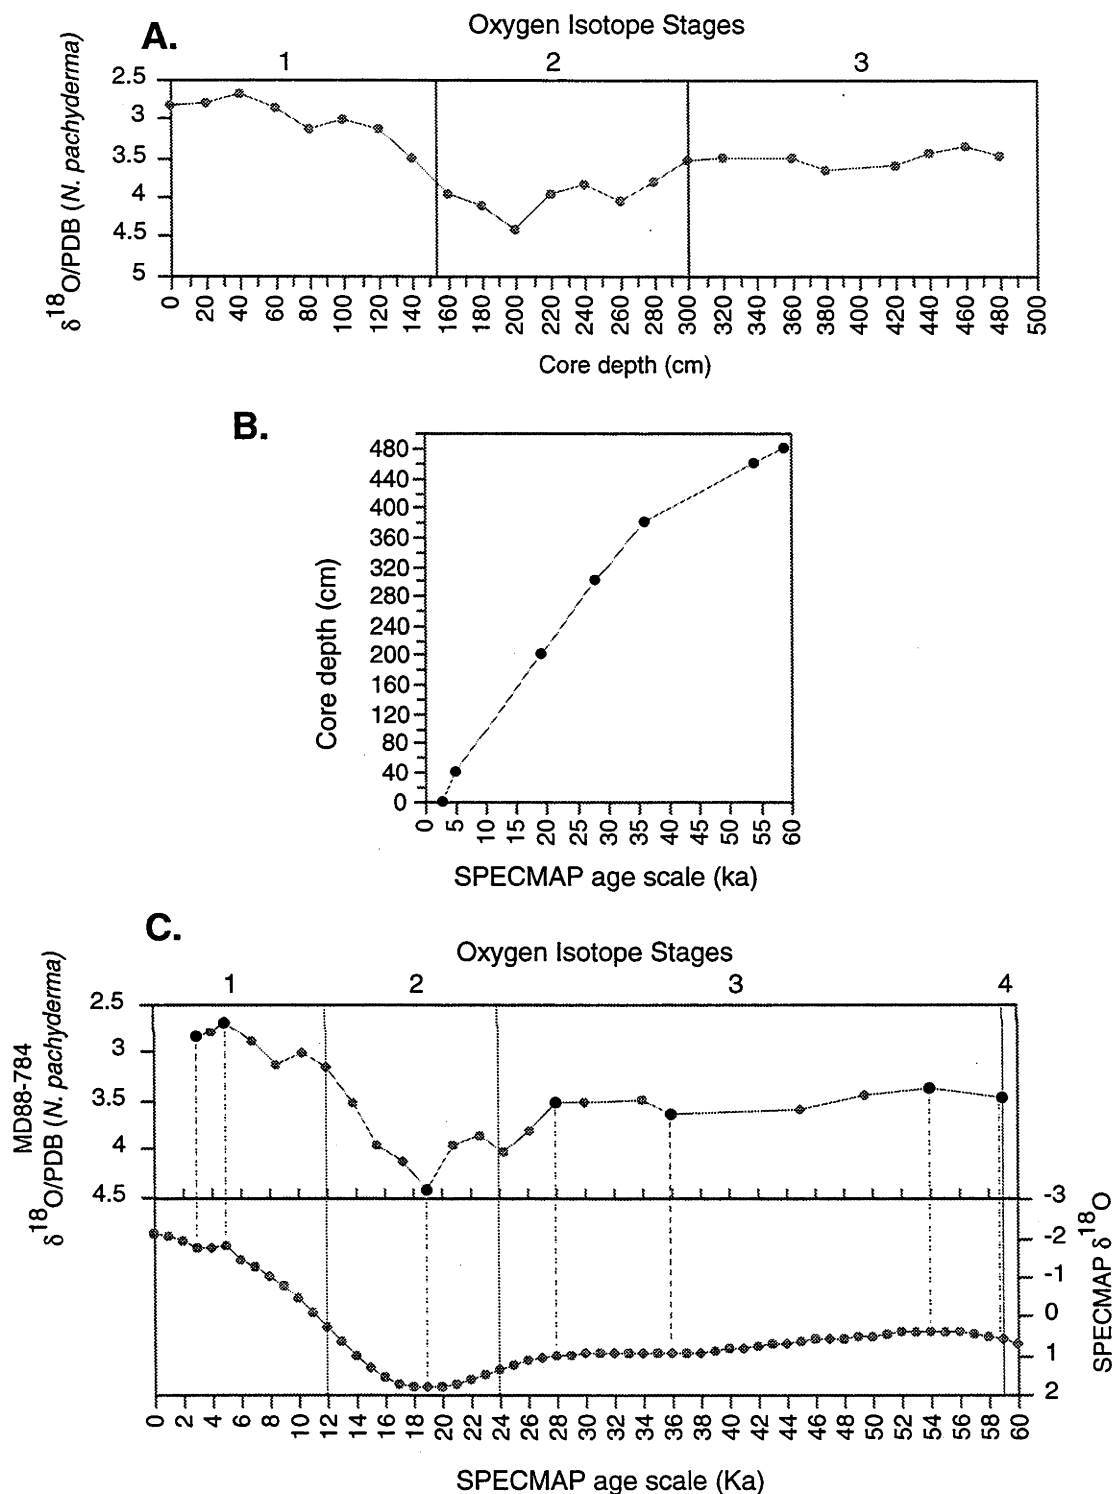 A.
Oxygen Isotope Stages
1 2 3
δ18O/PDB (N. pachyderma)
2.5
3
3.5
4
4.5
5
0 20 40 60 80 100 120 140 160 180 200 220 240 260 280 300 320 340 360 380 400 420 440 460 480 500
Core depth (cm)
B.
Core depth (cm)
480
440
400
360
320
280
240
200
160
120
80
40
0
0 5 10 15 20 25 30 35 40 45 50 55 60
SPECMAP age scale (ka)
C.
Oxygen Isotope Stages
1 2 3 4
MD88-784
δ18O/PDB (N. pachyderma)
2.5
3
3.5
4
4.5
-3
-2
-1
0
1
2
SPECMAP δ18O
0 2 4 6 8 10 12 14 16 18 20 22 24 26 28 30 32 34 36 38 40 42 44 46 48 50 52 54 56 58 60
SPECMAP age scale (Ka)